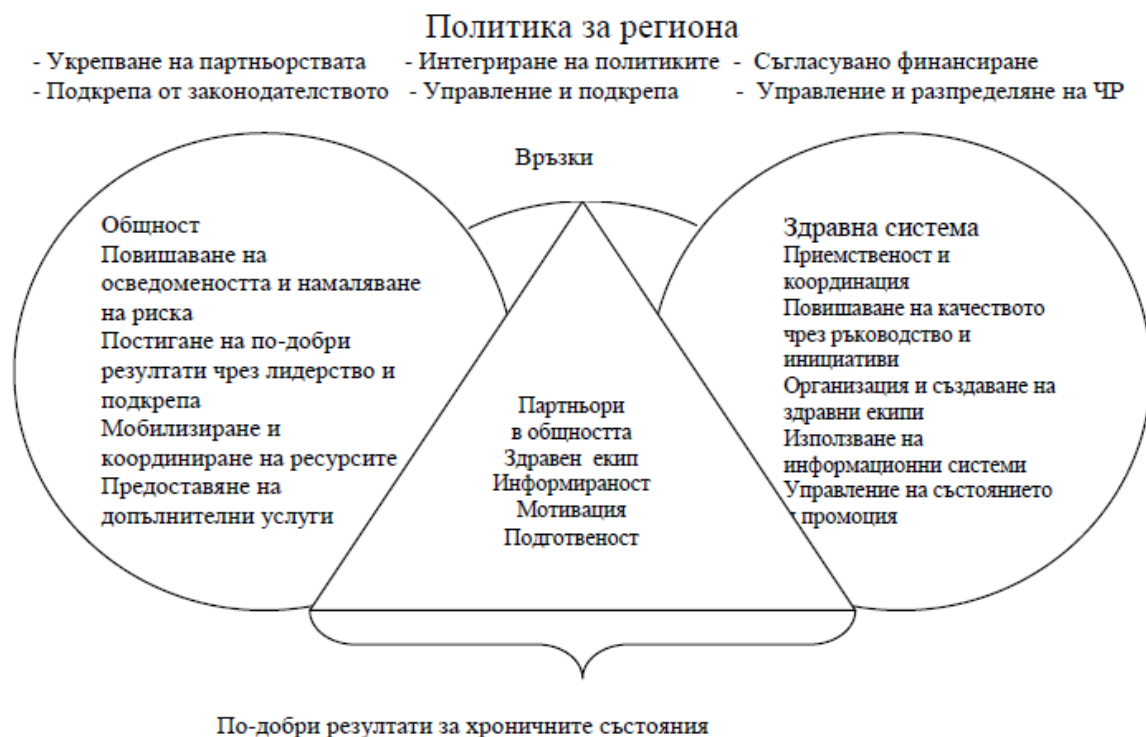 Политика за региона
- Укрепване на партньорствата - Интегриране на политиките - Съгласувано финансиране
- Подкрепа от законодателството - Управление и подкрепа - Управление и разпределяне на ЧР
Връзки
Общност
Повишаване на
осведомеността и намаляване
на риска
Постигане на по-добри
резултати чрез лидерство и
подкрепа
Мобилизиране и
координиране на ресурсите
Предоставяне на
допълнителни услуги
Партньори
в общността
Здравен екип
Информираност
Мотивация
Подготвеност
Здравна система
Приемственост и
координация
Повишаване на качеството
чрез ръководство и
инициативи
Организация и създаване на
здравни екипи
Използване на
информационни системи
Управление на състоянието
промоция
По-добри резултати за хроничните състояния